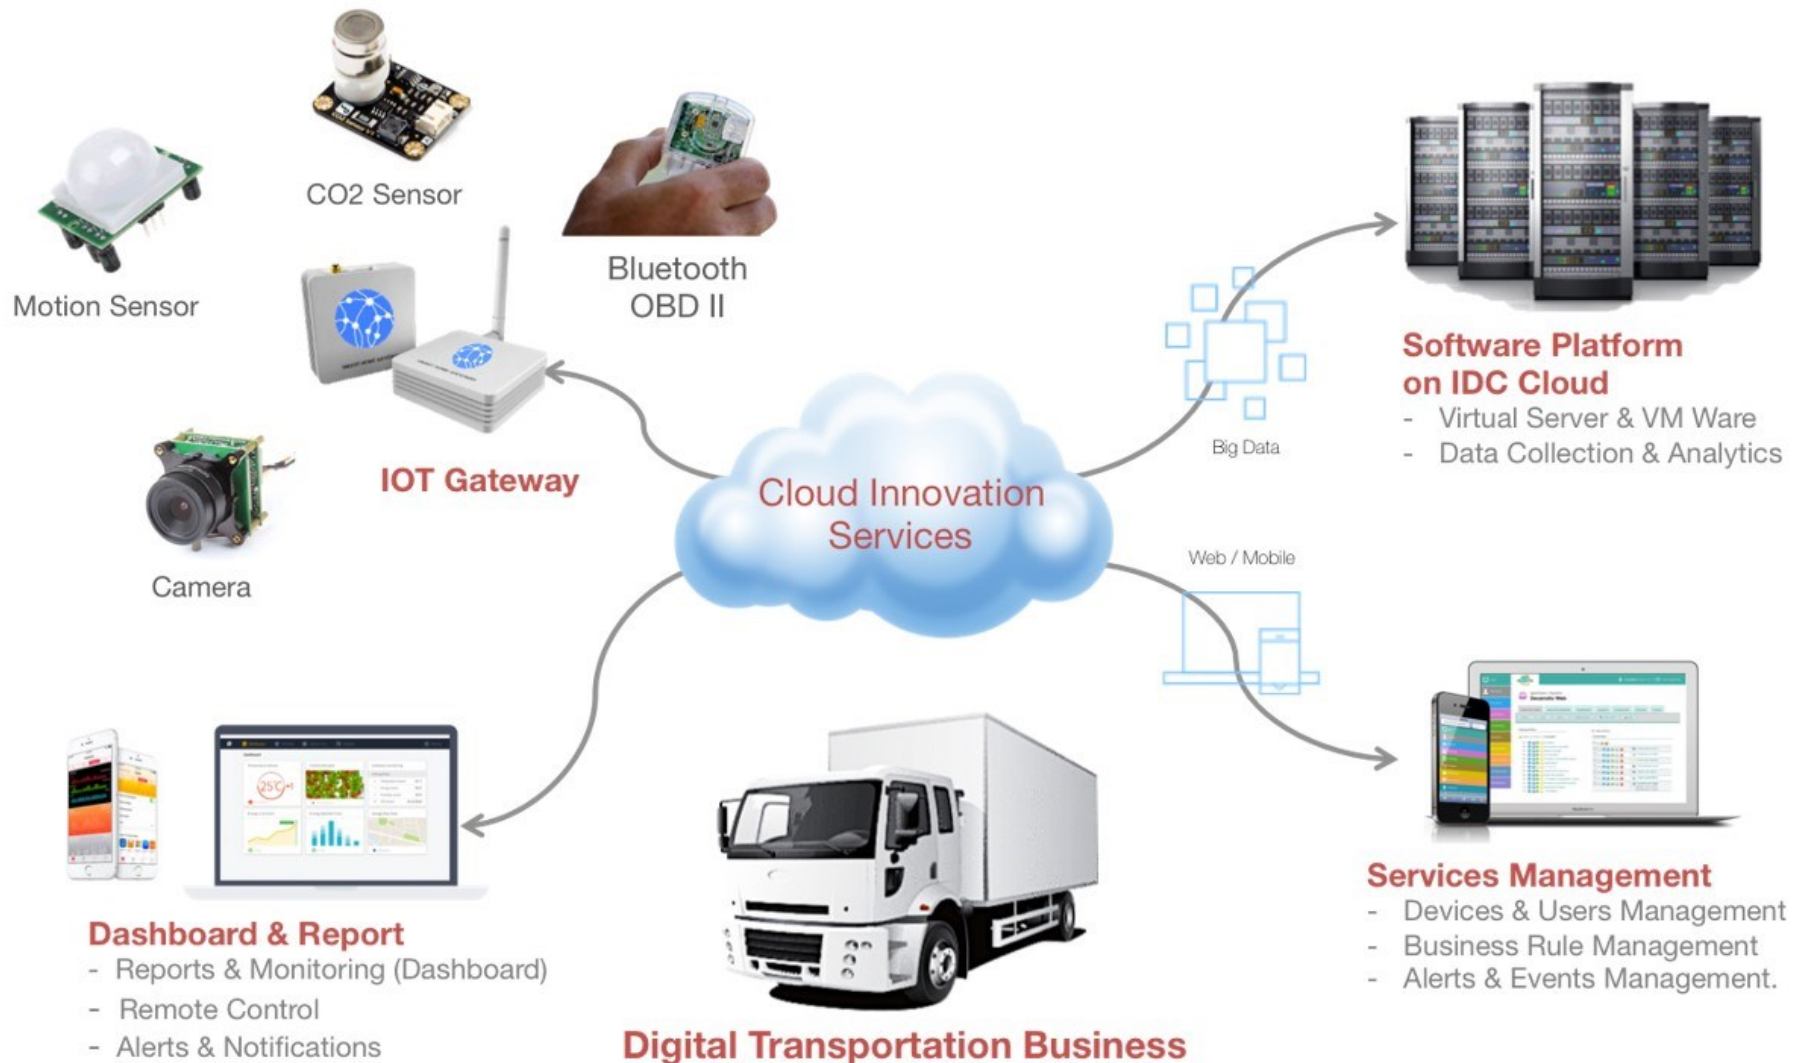 CO2 Sensor
Motion Sensor
Bluetooth
OBD II
IOT Gateway
Camera
Cloud Innovation
Services
Big Data
Software Platform
on IDC Cloud
- Virtual Server & VM Ware
- Data Collection & Analytics
Web / Mobile
25°C
Dashboard & Report
- Reports & Monitoring (Dashboard)
- Remote Control
- Alerts & Notifications
Services Management
- Devices & Users Management
- Business Rule Management
- Alerts & Events Management.
Digital Transportation Business